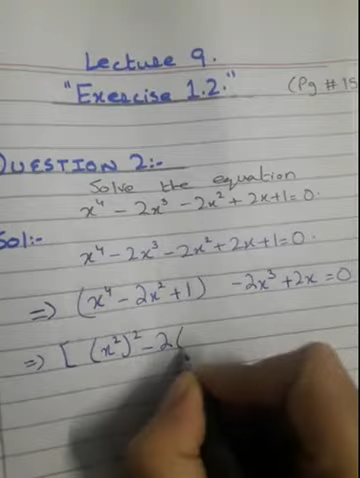 Lecture 9.
"Exercise 1.2." (Pg # 15
QUESTION 2:-
Solve the equation
x⁴ - 2x³ - 2x² + 2x + 1 = 0.
Sol:-
x⁴ - 2x³ - 2x² + 2x + 1 = 0.
=> (x⁴ - 2x² + 1) - 2x³ + 2x = 0
=> [ (x²)² - 2(